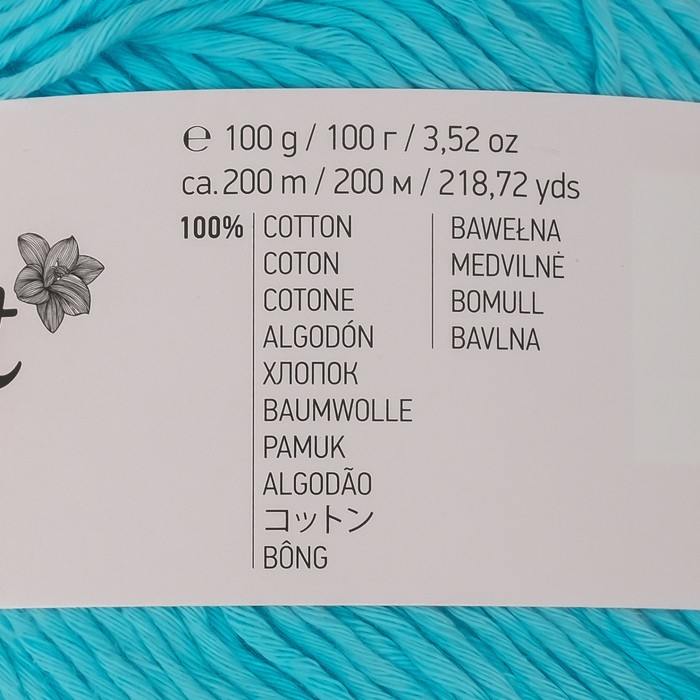 ℮ 100 g / 100 г / 3,52 oz
ca. 200 m / 200 м / 218,72 yds
100%
COTTON
COTON
COTONE
ALGODÓN
ХЛОПОК
BAUMWOLLE
PAMUK
ALGODÃO
コットン
BÔNG
BAWEŁNA
MEDVILNĖ
BOMULL
BAVLNA